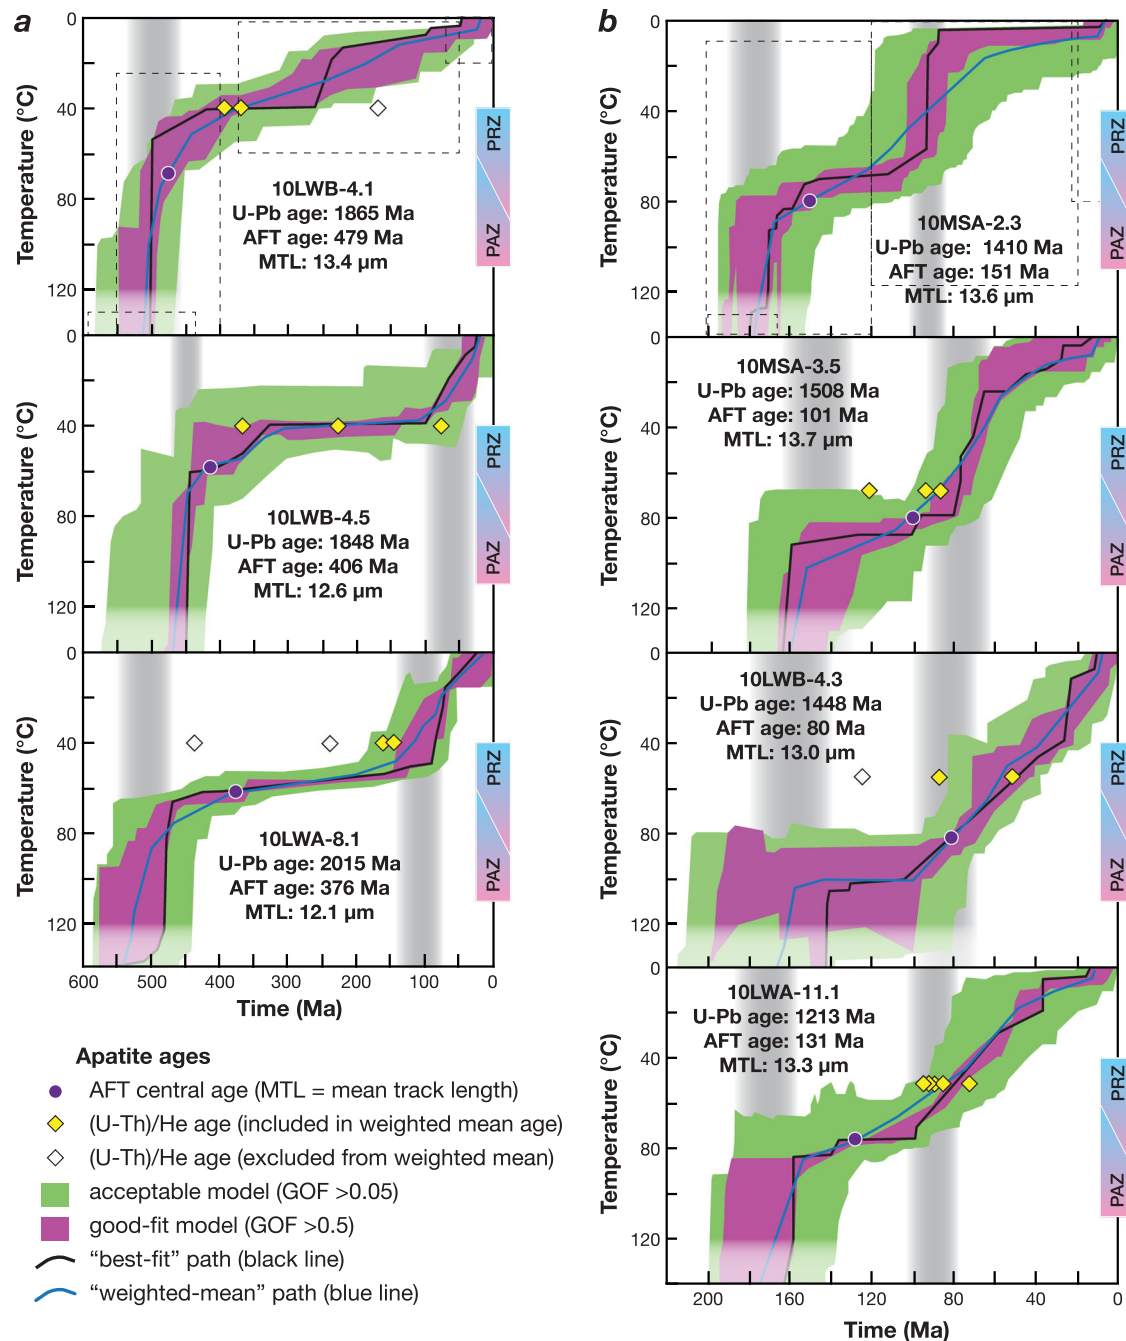 a
0
40
80
120
Temperature (°C)
10LWB-4.1
U-Pb age: 1865 Ma
AFT age: 479 Ma
MTL: 13.4 µm
PRZ
PAZ
0
40
80
120
Temperature (°C)
10LWB-4.5
U-Pb age: 1848 Ma
AFT age: 406 Ma
MTL: 12.6 µm
PRZ
PAZ
0
40
80
120
Temperature (°C)
10LWA-8.1
U-Pb age: 2015 Ma
AFT age: 376 Ma
MTL: 12.1 µm
PRZ
PAZ
600 500 400 300 200 100 0
Time (Ma)
Apatite ages
AFT central age (MTL = mean track length)
(U-Th)/He age (included in weighted mean age)
(U-Th)/He age (excluded from weighted mean)
acceptable model (GOF >0.05)
good-fit model (GOF >0.5)
“best-fit” path (black line)
“weighted-mean” path (blue line)
b
0
40
80
120
Temperature (°C)
10MSA-2.3
U-Pb age: 1410 Ma
AFT age: 151 Ma
MTL: 13.6 µm
PRZ
PAZ
0
40
80
120
Temperature (°C)
10MSA-3.5
U-Pb age: 1508 Ma
AFT age: 101 Ma
MTL: 13.7 µm
PRZ
PAZ
0
40
80
120
Temperature (°C)
10LWB-4.3
U-Pb age: 1448 Ma
AFT age: 80 Ma
MTL: 13.0 µm
PRZ
PAZ
0
40
80
120
Temperature (°C)
10LWA-11.1
U-Pb age: 1213 Ma
AFT age: 131 Ma
MTL: 13.3 µm
PRZ
PAZ
200 160 120 80 40 0
Time (Ma)